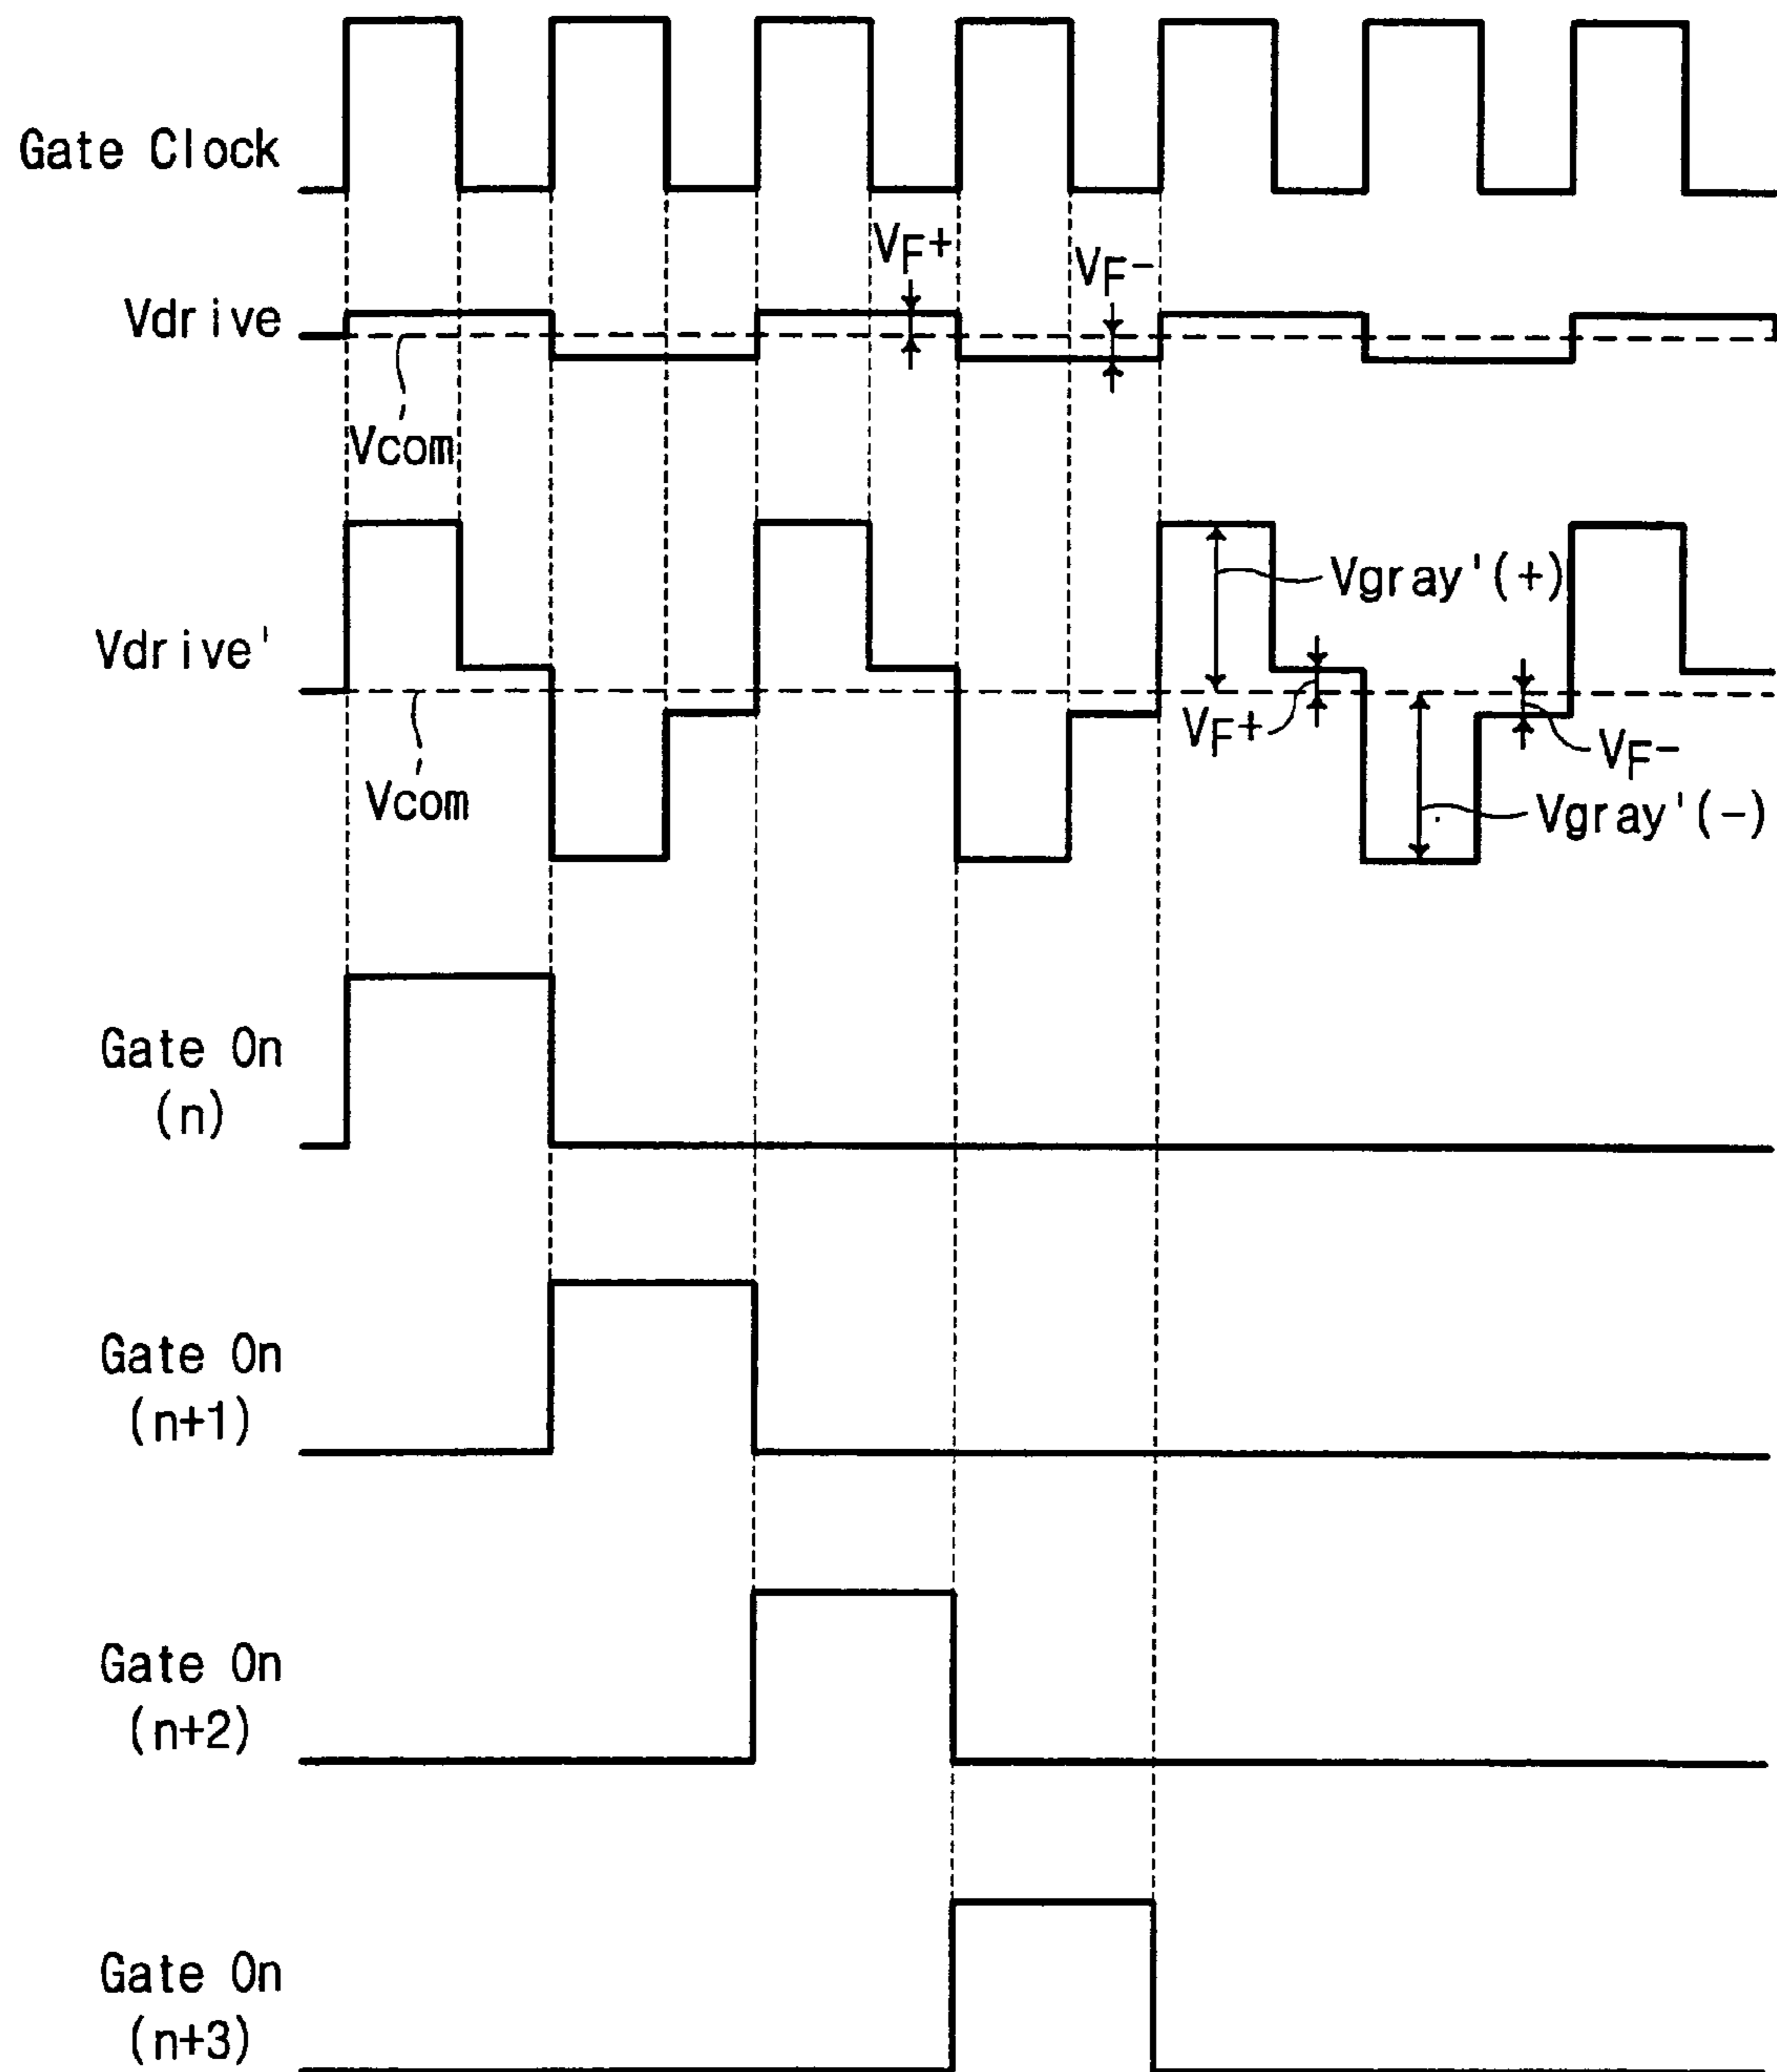 Gate Clock
VF+
VF-
Vdrive
Vcom
Vgray'(+)
Vdrive'
VF+
VF-
Vcom
Vgray'(-)
Gate On
(n)
Gate On
(n+1)
Gate On
(n+2)
Gate On
(n+3)